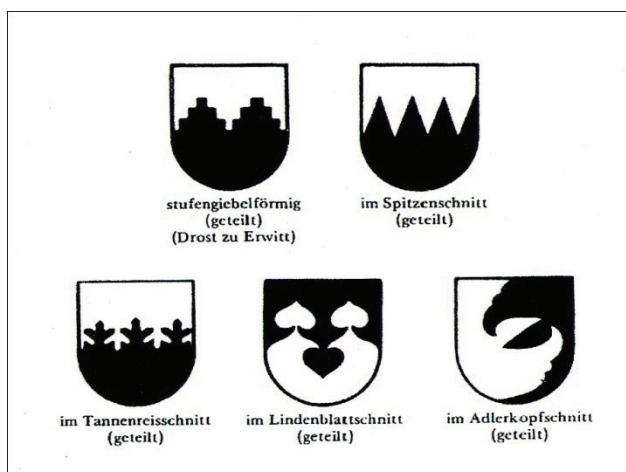 stufengiebelförmig
(geteilt)
(Drost zu Erwitt)
im Spitzenschnitt
(geteilt)
im Tannenreisschnitt
(geteilt)
im Lindenblattschnitt
(geteilt)
im Adlerkopfschnitt
(geteilt)